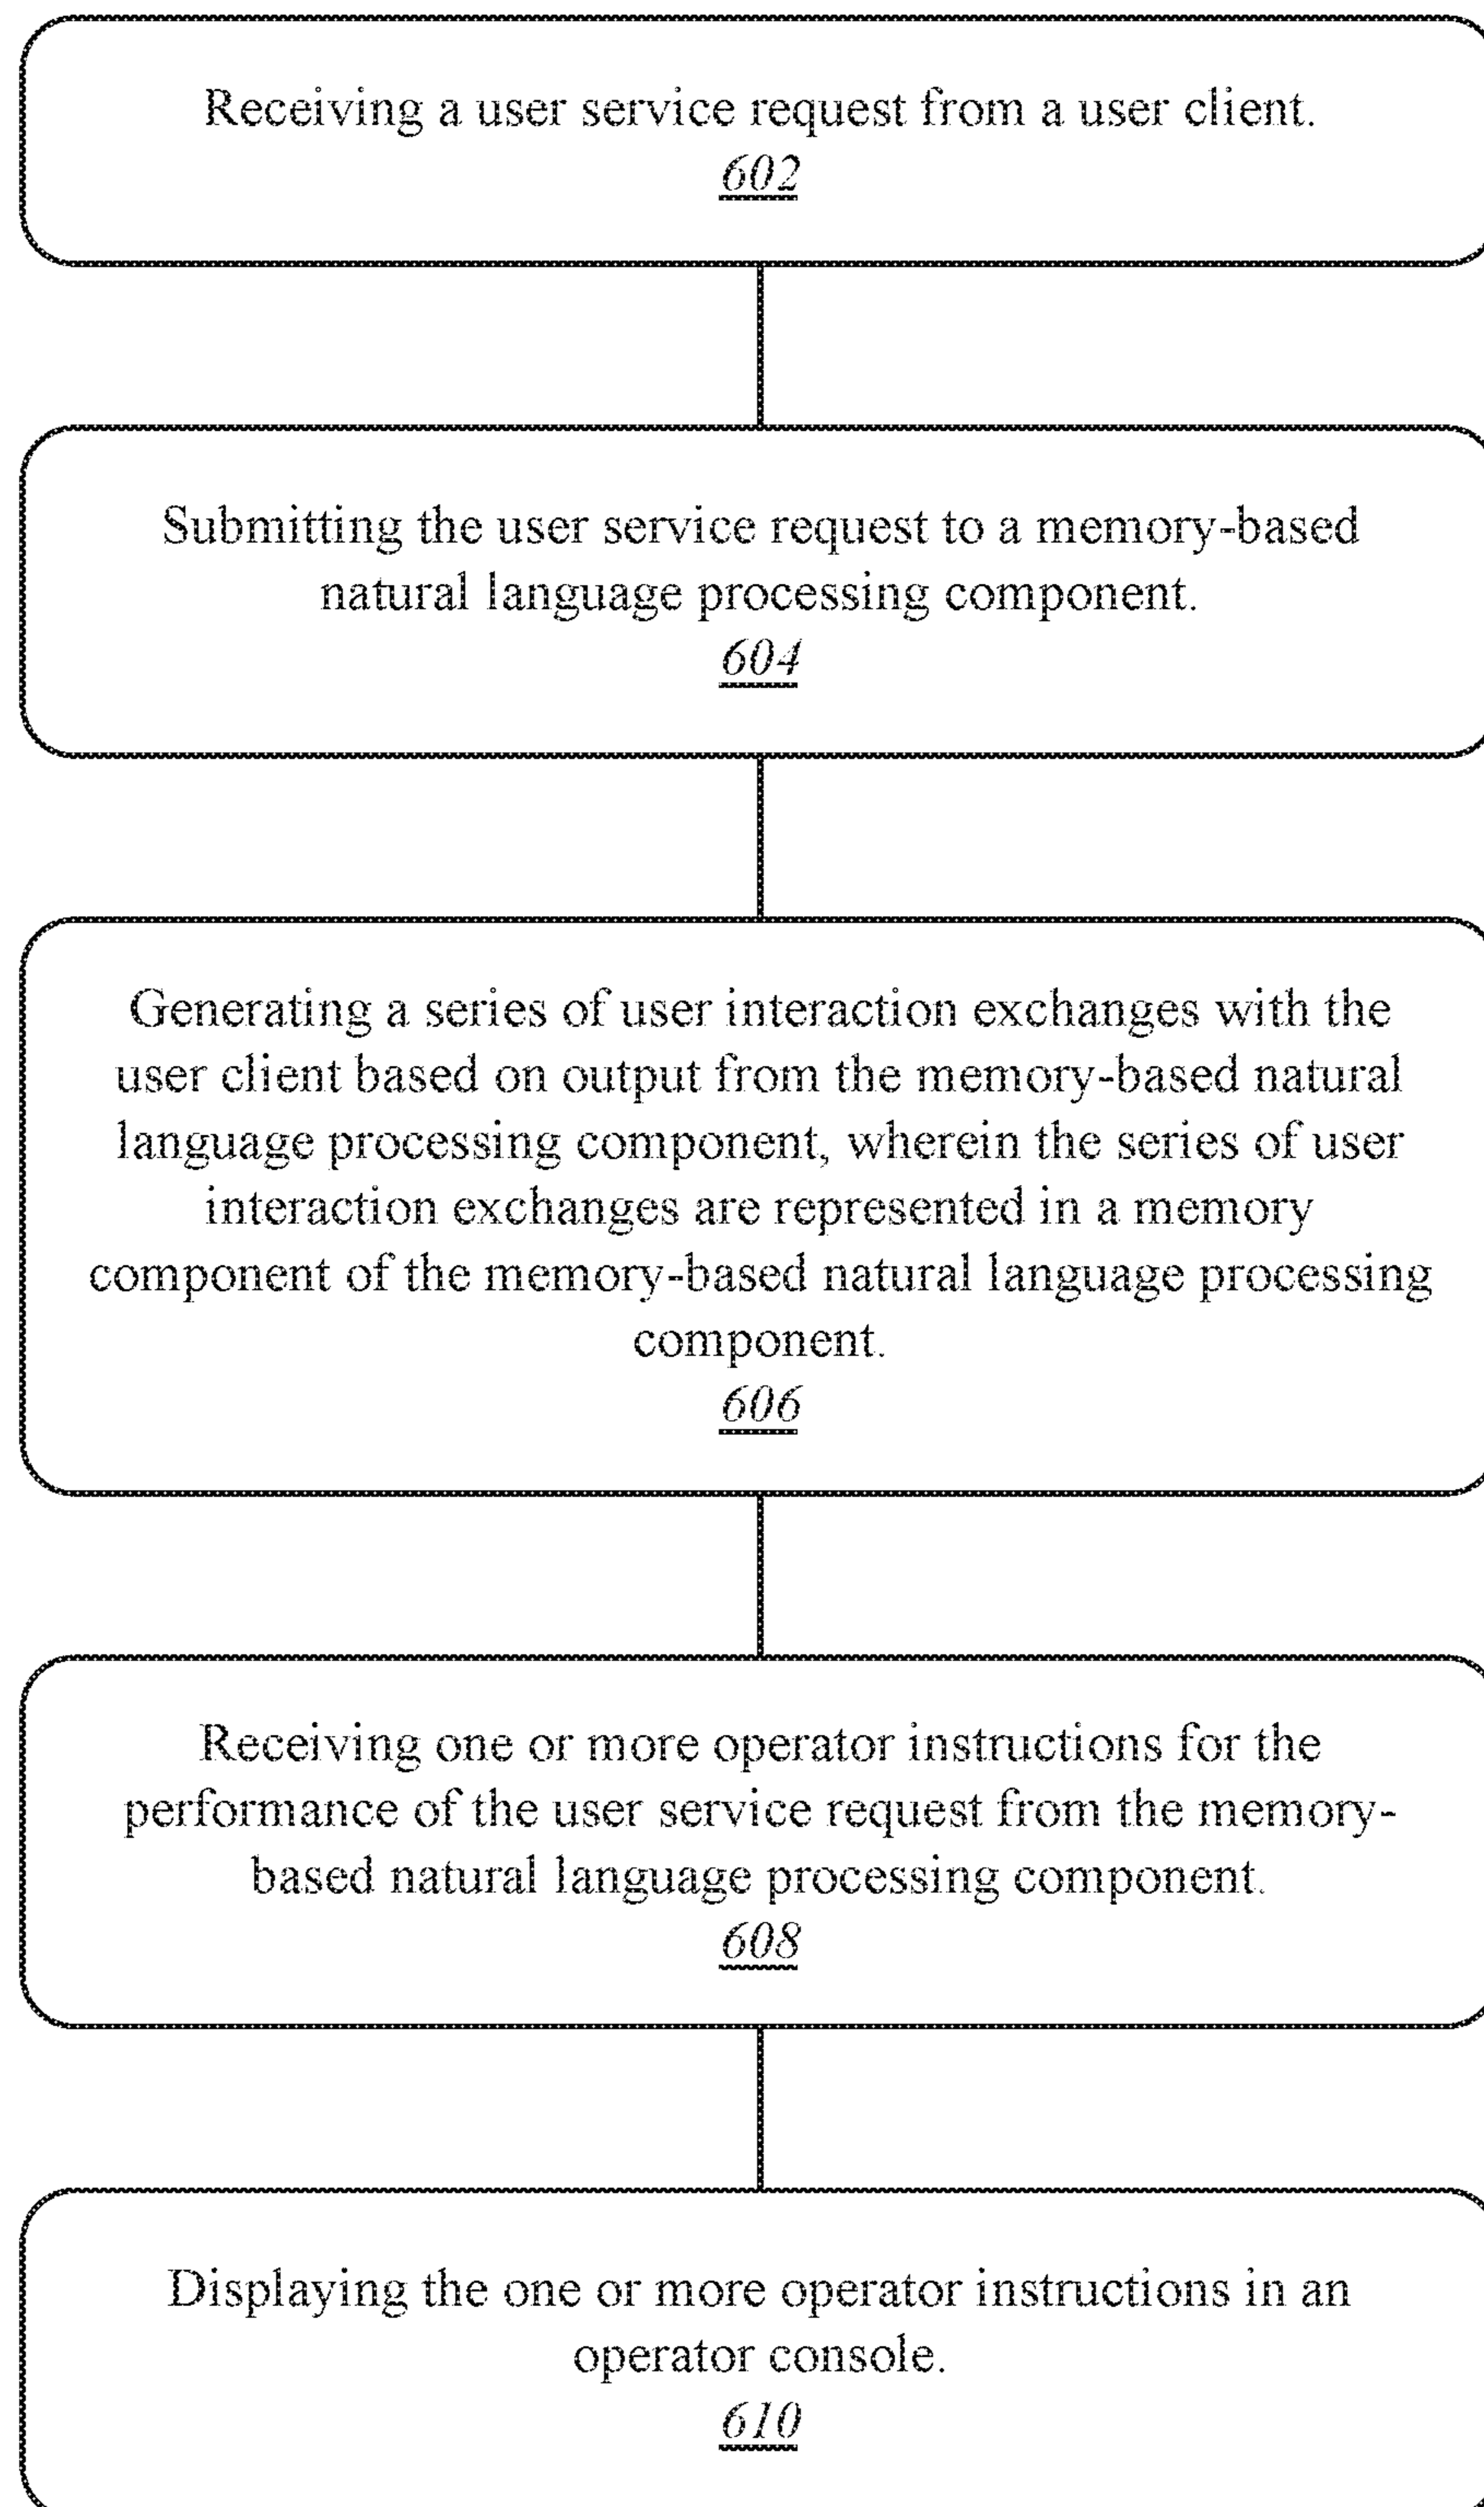 Receiving a user service request from a user client.
602
Submitting the user service request to a memory-based
natural language processing component.
604
Generating a series of user interaction exchanges with the
user client based on output from the memory-based natural
language processing component, wherein the series of user
interaction exchanges are represented in a memory
component of the memory-based natural language processing
component.
606
Receiving one or more operator instructions for the
performance of the user service request from the memory-
based natural language processing component.
608
Displaying the one or more operator instructions in an
operator console.
610